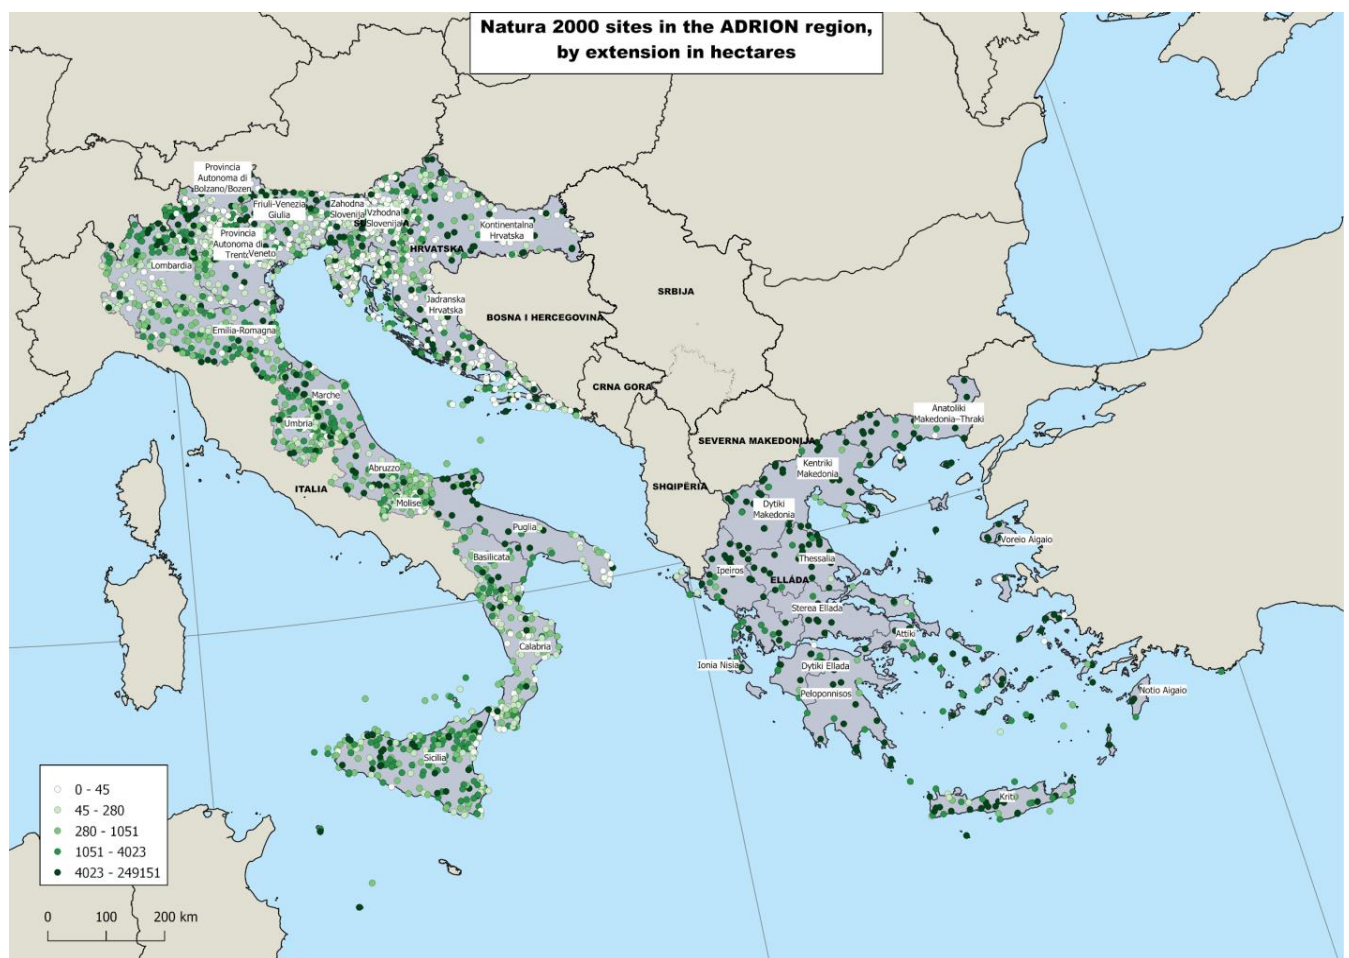 Natura 2000 sites in the ADRION region,
by extension in hectares
Provincia
Autonoma di
Bolzano/Bozen
Friuli-Venezia
Giulia
Zahodna
Slovenija
Vzhodna
Slovenija
Provincia
Autonoma di
Trento
Veneto
Lombardia
Kontinentalna
Hrvatska
HRVATSKA
Jadranska
Hrvatska
SRBIJA
BOSNA I HERCEGOVINA
Emilia-Romagna
CRNA GORA
Marche
Umbria
Anatoliki
Makedonia-Thraki
SEVERNA MAKEDONIJA
Abruzzo
Kentriki
Makedonia
ITALIA
SHQIPËRIA
Molise
Dytiki
Makedonia
Puglia
Voreio Aigaio
Basilicata
Thessalia
Ipeiros
ELLÁDA
Sterea Ellada
Attiki
Calabria
Ionia Nisia
Dytiki Ellada
Peloponnisos
Notio Aigaio
Sicilia
Kriti
0 - 45
45 - 280
280 - 1051
1051 - 4023
4023 - 249151
0 100 200 km